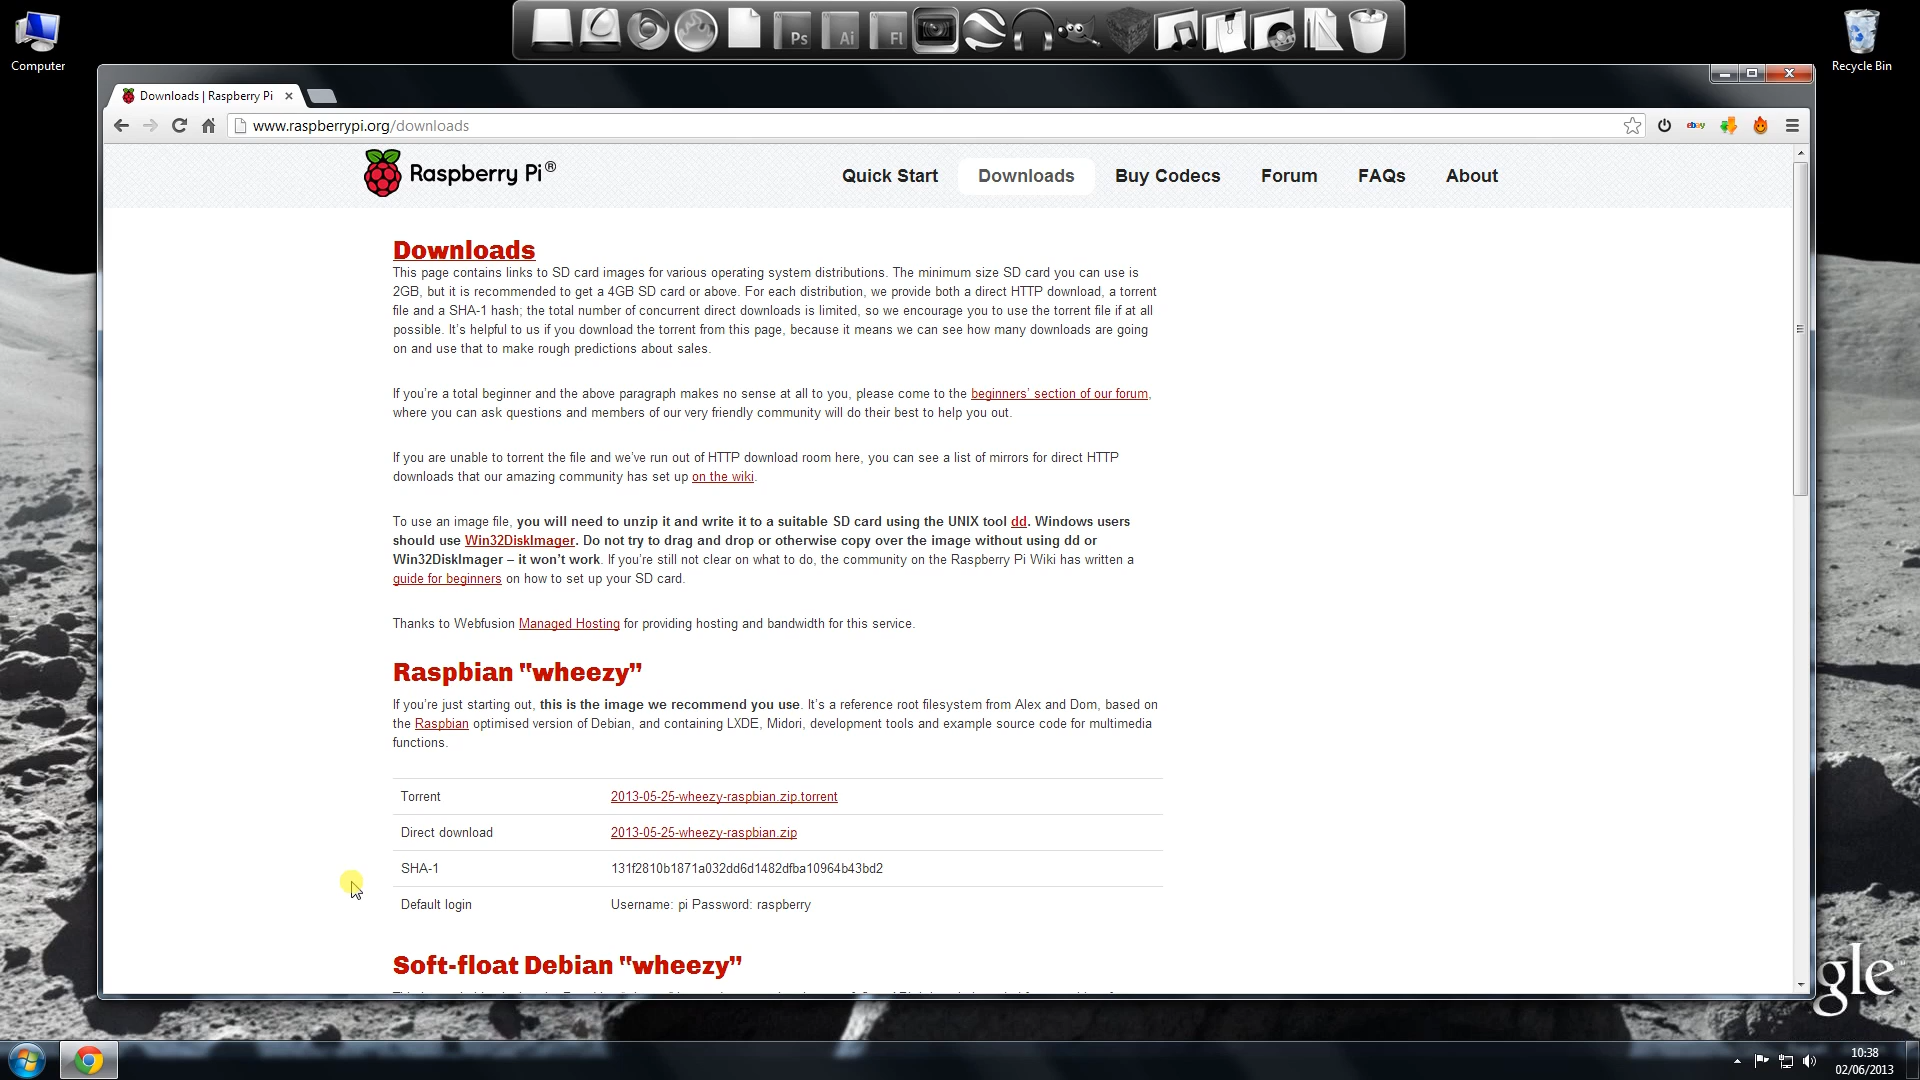 Ps
Ai
Fl
Computer
Recycle Bin
Downloads | Raspberry Pi
www.raspberrypi.org/downloads
ebay
Raspberry Pi®
Quick Start
Downloads
Buy Codecs
Forum
FAQs
About
Downloads
This page contains links to SD card images for various operating system distributions. The minimum size SD card you can use is
2GB, but it is recommended to get a 4GB SD card or above. For each distribution, we provide both a direct HTTP download, a torrent
file and a SHA-1 hash; the total number of concurrent direct downloads is limited, so we encourage you to use the torrent file if at all
possible. It's helpful to us if you download the torrent from this page, because it means we can see how many downloads are going
on and use that to make rough predictions about sales.
If you're a total beginner and the above paragraph makes no sense at all to you, please come to the beginners' section of our forum,
where you can ask questions and members of our very friendly community will do their best to help you out.
If you are unable to torrent the file and we've run out of HTTP download room here, you can see a list of mirrors for direct HTTP
downloads that our amazing community has set up on the wiki.
To use an image file, you will need to unzip it and write it to a suitable SD card using the UNIX tool dd. Windows users
should use Win32DiskImager. Do not try to drag and drop or otherwise copy over the image without using dd or
Win32DiskImager – it won't work. If you're still not clear on what to do, the community on the Raspberry Pi Wiki has written a
guide for beginners on how to set up your SD card.
Thanks to Webfusion Managed Hosting for providing hosting and bandwidth for this service.
Raspbian "wheezy"
If you're just starting out, this is the image we recommend you use. It's a reference root filesystem from Alex and Dom, based on
the Raspbian optimised version of Debian, and containing LXDE, Midori, development tools and example source code for multimedia
functions.
Torrent 2013-05-25-wheezy-raspbian.zip.torrent
Direct download 2013-05-25-wheezy-raspbian.zip
SHA-1 131f2810b1871a032dd6d1482dfba10964b43bd2
Default login Username: pi Password: raspberry
Soft-float Debian "wheezy"
gle
10:38
02/06/2013